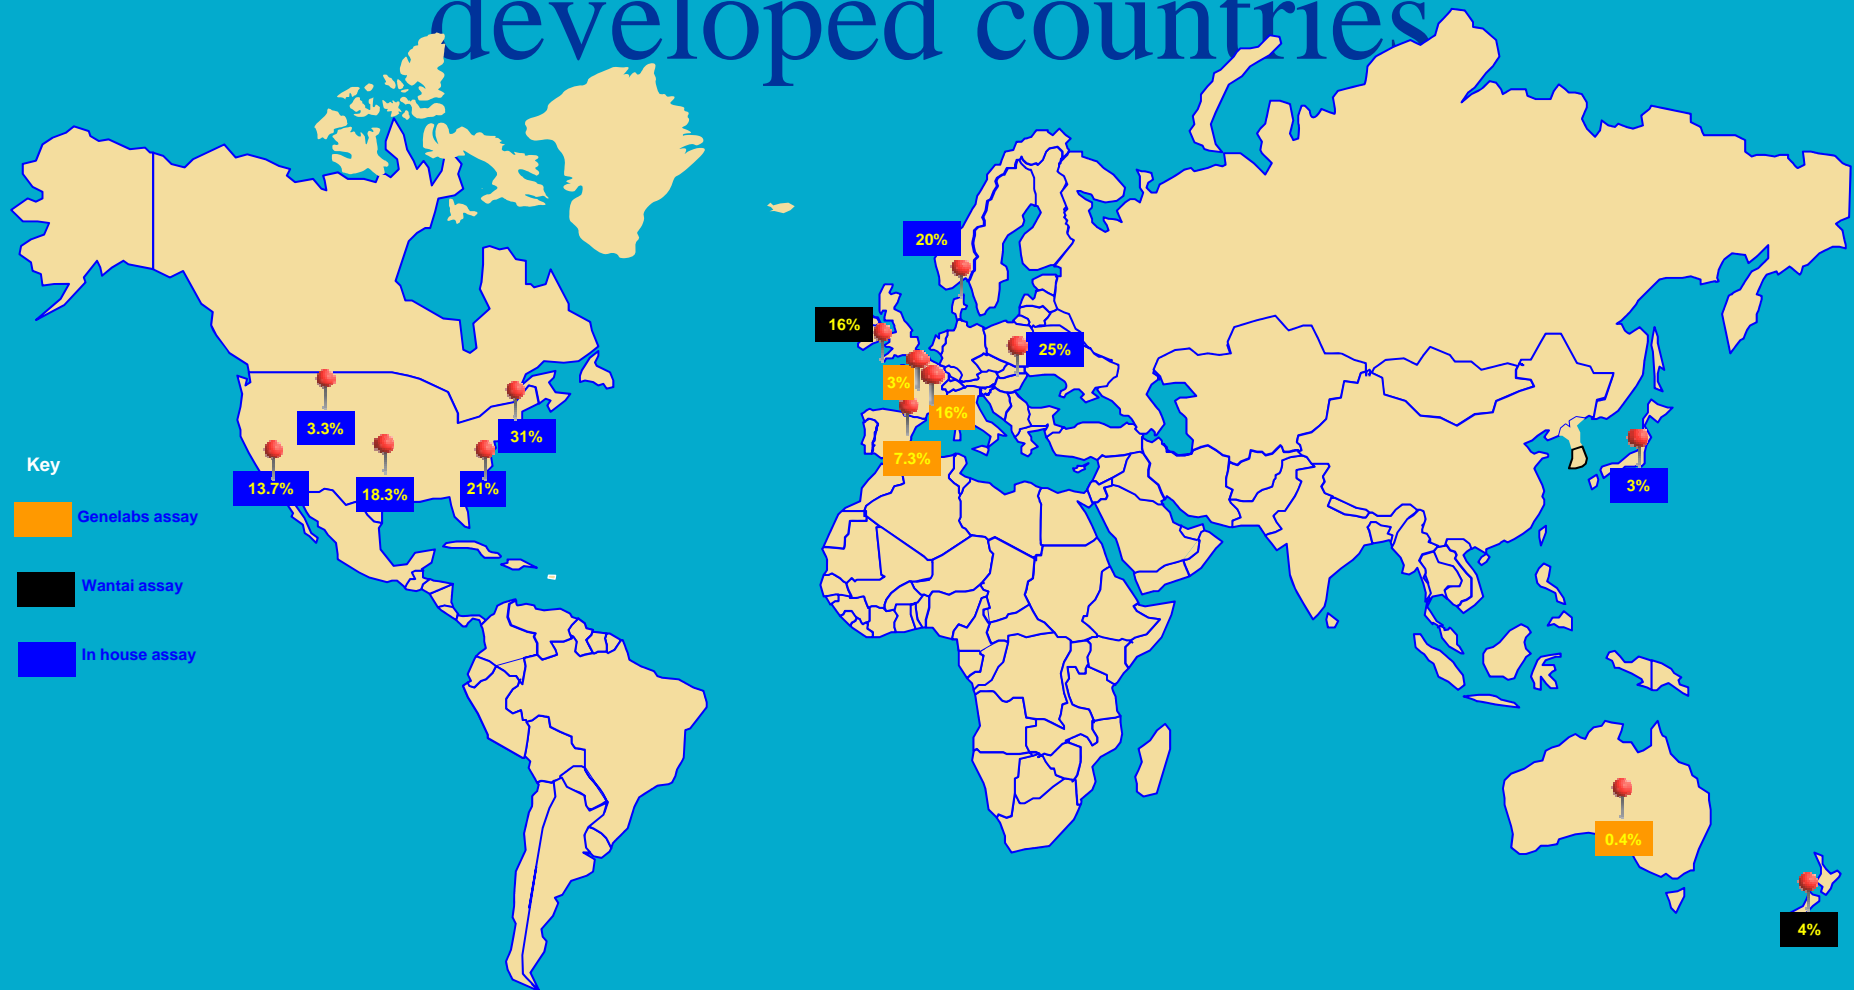 developed countries
20%
16%
25%
3%
16%
3.3%
31%
7.3%
Key
13.7%
18.3%
21%
3%
Genelabs assay
Wantai assay
In house assay
0.4%
4%